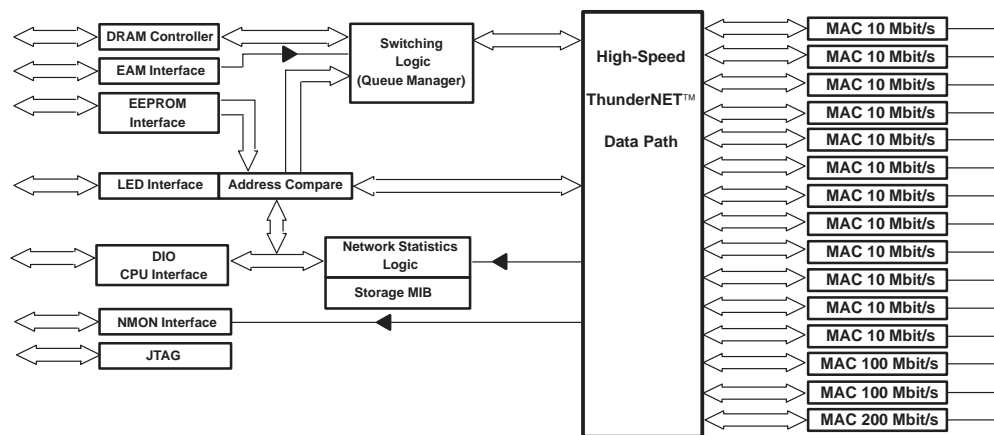 DRAM Controller
EAM Interface
EEPROM
Interface
LED Interface
Address Compare
DIO
CPU Interface
NMON Interface
JTAG
Switching
Logic
(Queue Manager)
Network Statistics
Logic
Storage MIB
High-Speed
ThunderNET™
Data Path
MAC 10 Mbit/s
MAC 10 Mbit/s
MAC 10 Mbit/s
MAC 10 Mbit/s
MAC 10 Mbit/s
MAC 10 Mbit/s
MAC 10 Mbit/s
MAC 10 Mbit/s
MAC 10 Mbit/s
MAC 10 Mbit/s
MAC 10 Mbit/s
MAC 10 Mbit/s
MAC 100 Mbit/s
MAC 100 Mbit/s
MAC 200 Mbit/s